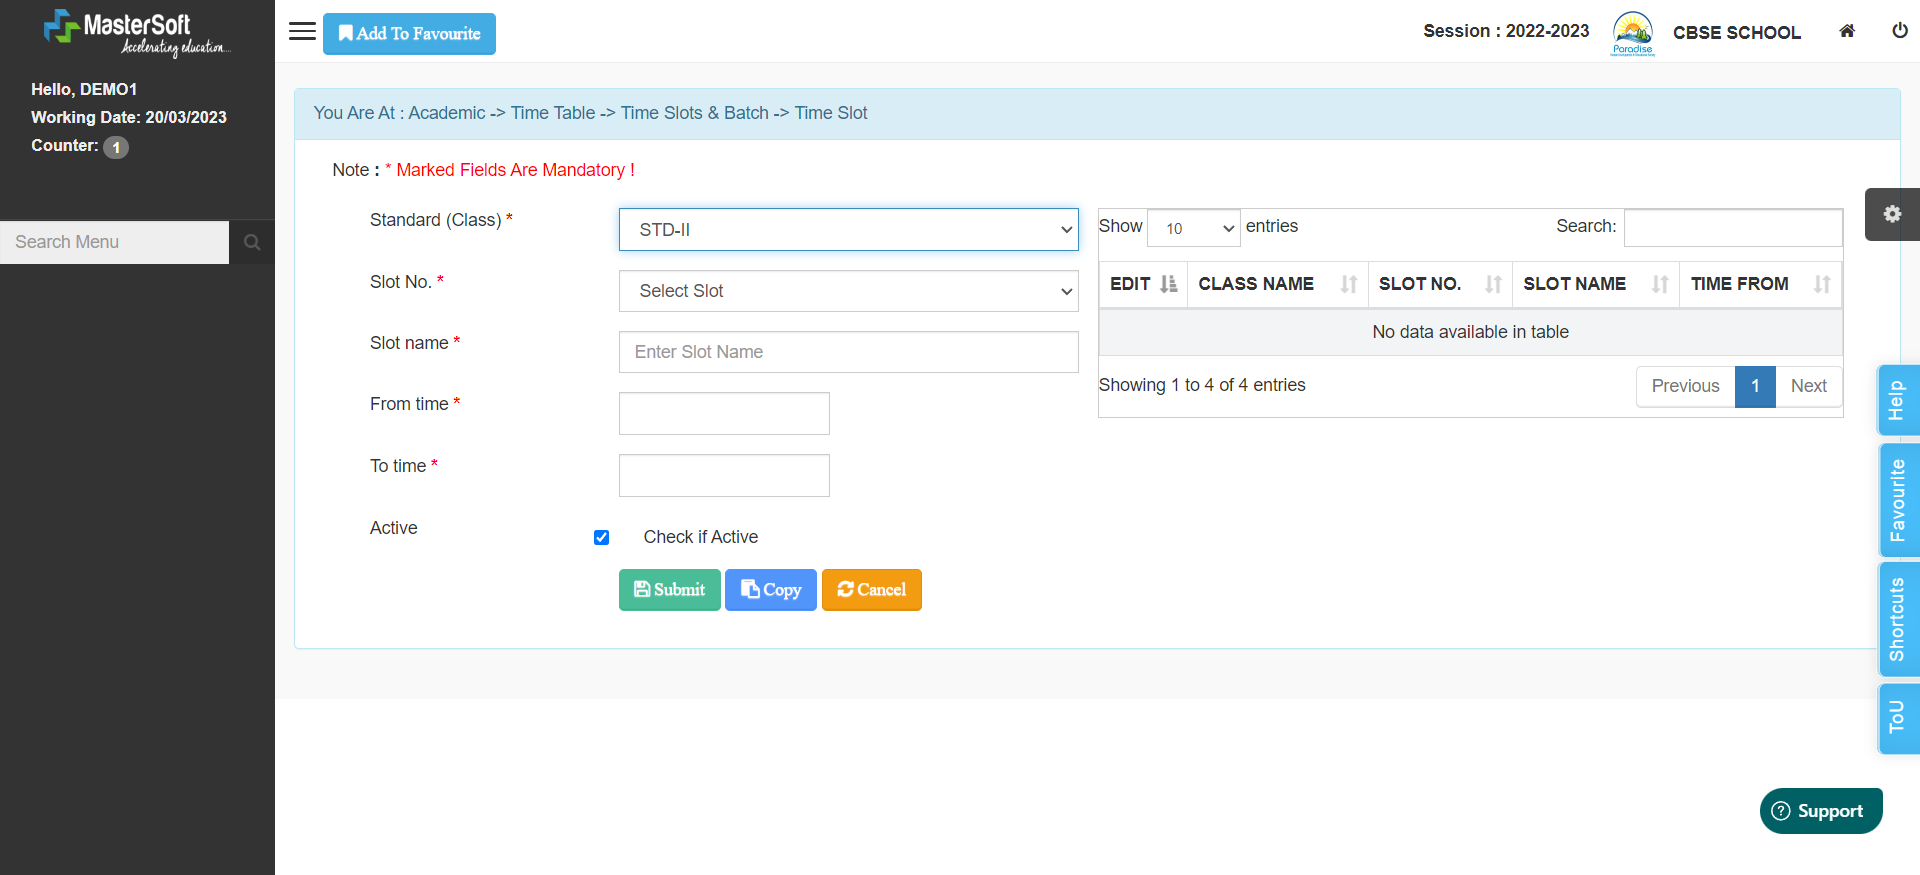 MasterSoft
Accelerating education...
Hello, DEMO1
Working Date: 20/03/2023
Counter: 1
Search Menu
Add To Favourite
Session : 2022-2023
Paradise
CBSE SCHOOL
You Are At : Academic -> Time Table -> Time Slots & Batch -> Time Slot
Note : * Marked Fields Are Mandatory !
Standard (Class) *
STD-II
Slot No. *
Select Slot
Slot name *
Enter Slot Name
From time *
To time *
Active
Check if Active
Submit
Copy
Cancel
Show 10 entries
Search:
EDIT CLASS NAME SLOT NO. SLOT NAME TIME FROM
No data available in table
Showing 1 to 4 of 4 entries
Previous 1 Next
Help
Favourite
Shortcuts
ToU
? Support